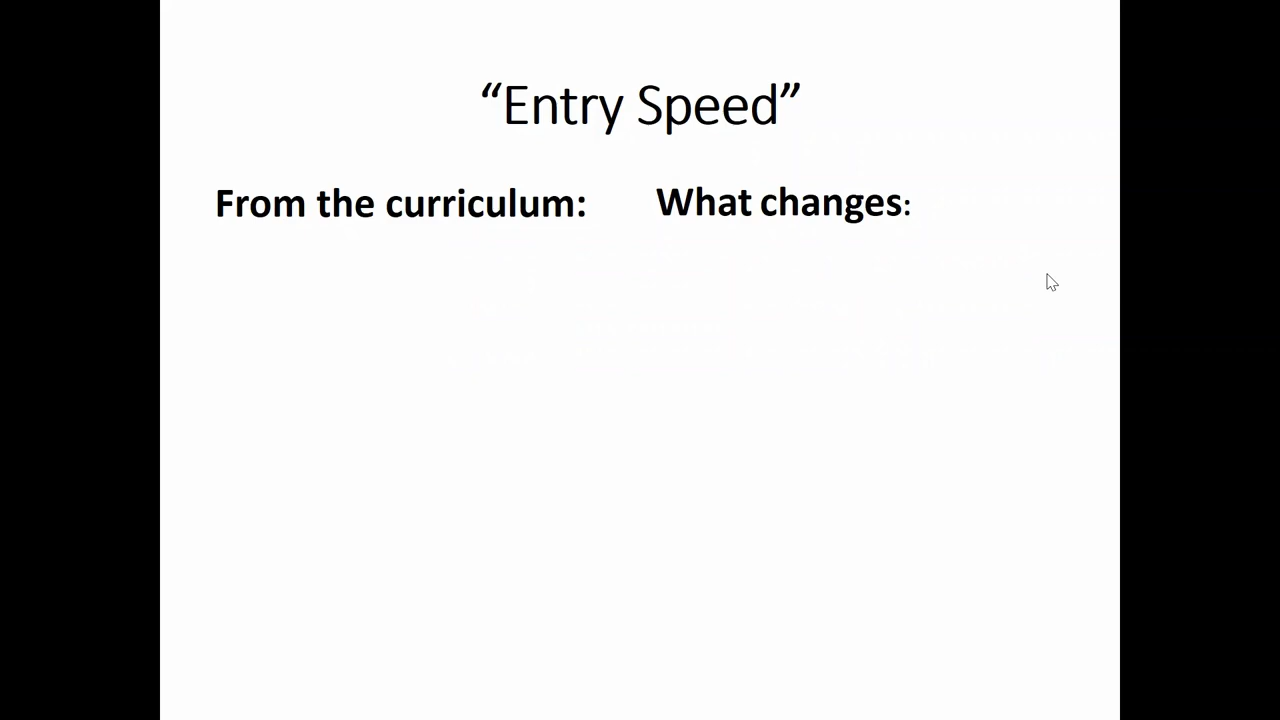 “Entry Speed”
From the curriculum:
What changes: